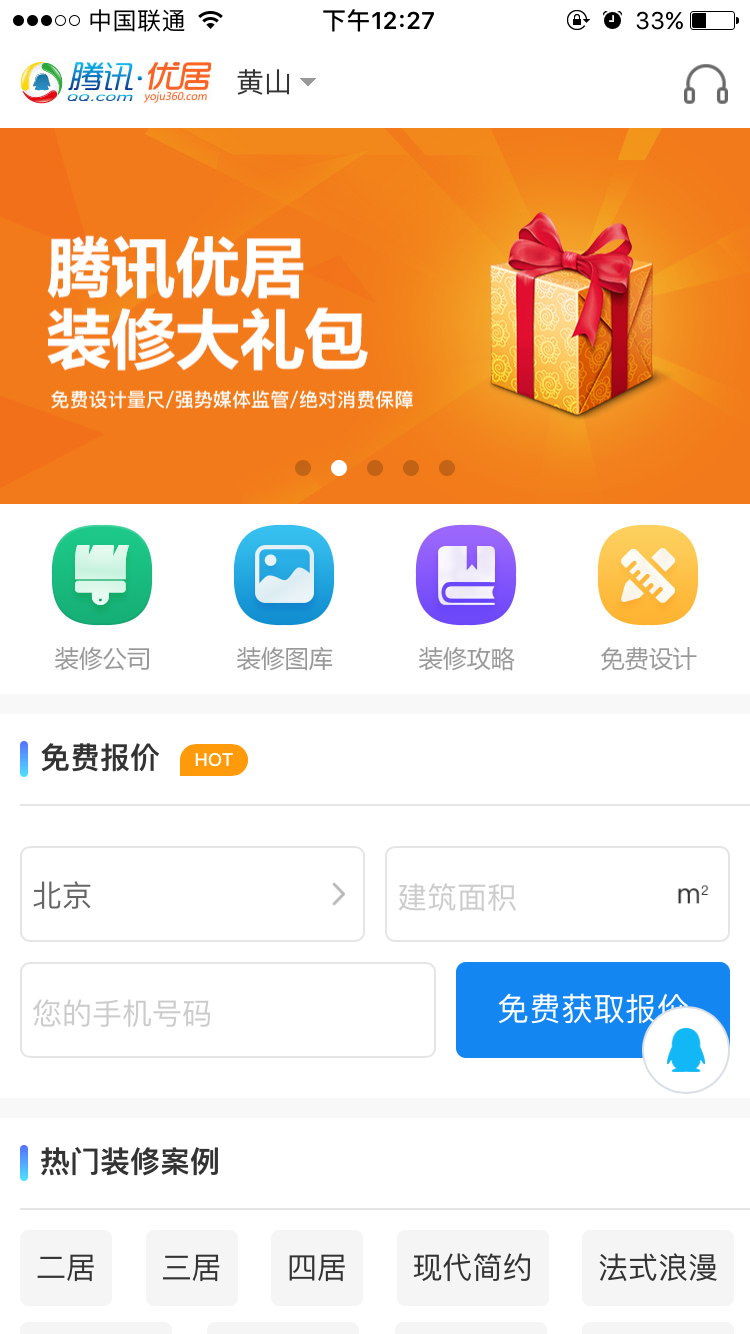 中国联通
下午12:27
33%
腾讯·优居
qq.com yoju360.com
黄山
腾讯优居
装修大礼包
免费设计量尺/强势媒体监管/绝对消费保障
装修公司 装修图库 装修攻略 免费设计
免费报价 HOT
北京
建筑面积 m²
您的手机号码
免费获取报价
热门装修案例
二居 三居 四居 现代简约 法式浪漫